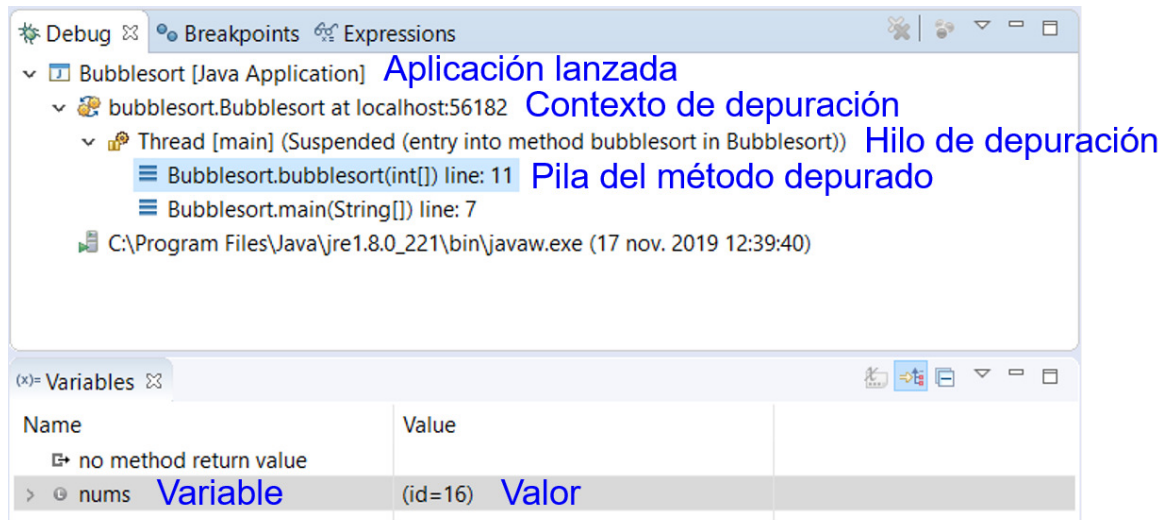 Debug Breakpoints Expressions
Bubblesort [Java Application] Aplicación lanzada
bubblesort.Bubblesort at localhost:56182 Contexto de depuración
Thread [main] (Suspended (entry into method bubblesort in Bubblesort)) Hilo de depuración
Bubblesort.bubblesort(int[]) line: 11 Pila del método depurado
Bubblesort.main(String[]) line: 7
C:\Program Files\Java\jre1.8.0_221\bin\javaw.exe (17 nov. 2019 12:39:40)
(x)= Variables
Name Value
no method return value
nums Variable (id=16) Valor